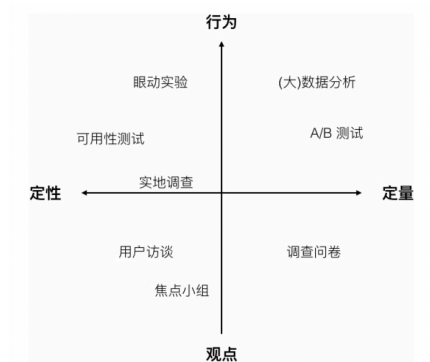 行为
眼动实验
(大)数据分析
A/B 测试
可用性测试
实地调查
定性
定量
用户访谈
调查问卷
焦点小组
观点